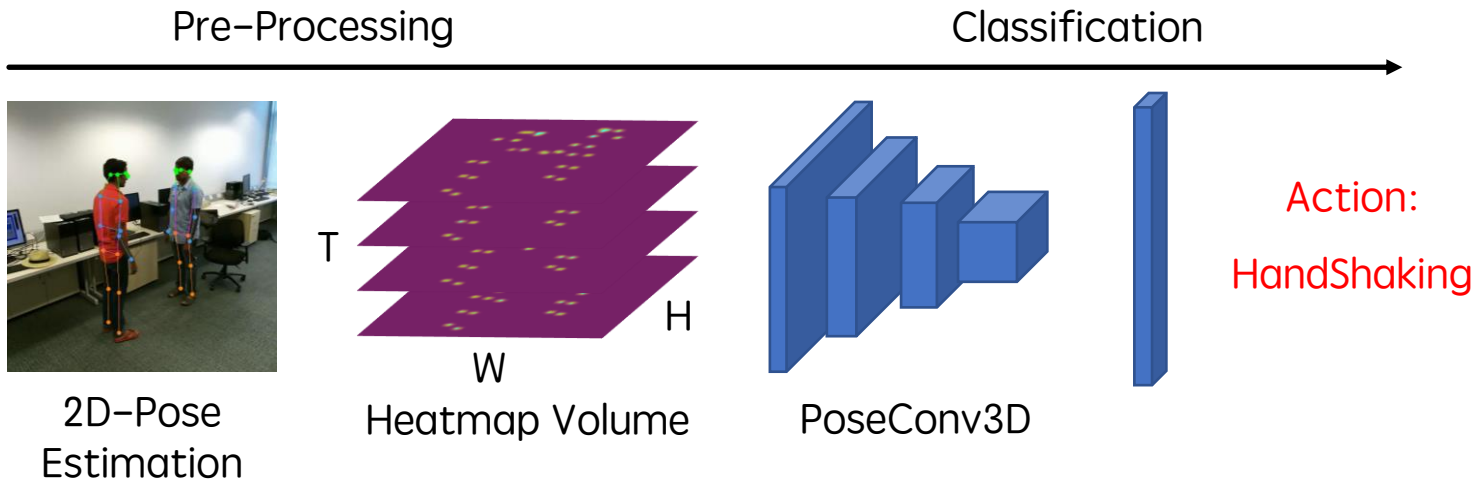 Pre-Processing
Classification
T
H
W
2D-Pose
Estimation
Heatmap Volume
PoseConv3D
Action:
HandShaking